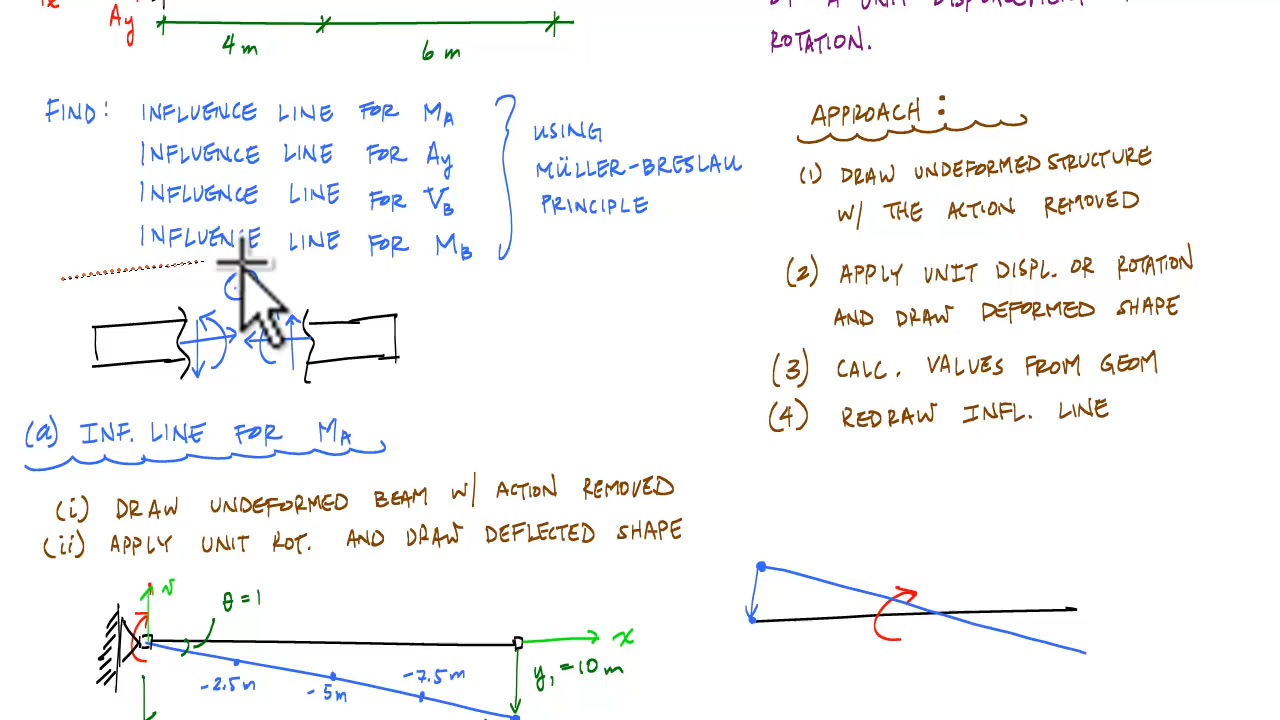 Ay
4 m
6 m
ROTATION.
FIND: INFLUENCE LINE FOR MA
INFLUENCE LINE FOR Ay
INFLUENCE LINE FOR VB
INFLUENCE LINE FOR MB
USING
MÜLLER-BRESLAU
PRINCIPLE
APPROACH:
(1) DRAW UNDEFORMED STRUCTURE
W/ THE ACTION REMOVED
(2) APPLY UNIT DISPL. OR ROTATION
AND DRAW DEFORMED SHAPE
(3) CALC. VALUES FROM GEOM
(4) REDRAW INFL. LINE
(a) INF. LINE FOR MA
(i) DRAW UNDEFORMED BEAM W/ ACTION REMOVED
(ii) APPLY UNIT ROT. AND DRAW DEFLECTED SHAPE
θ = 1
x
-2.5m
-5m
-7.5m
y₁ = 10 m